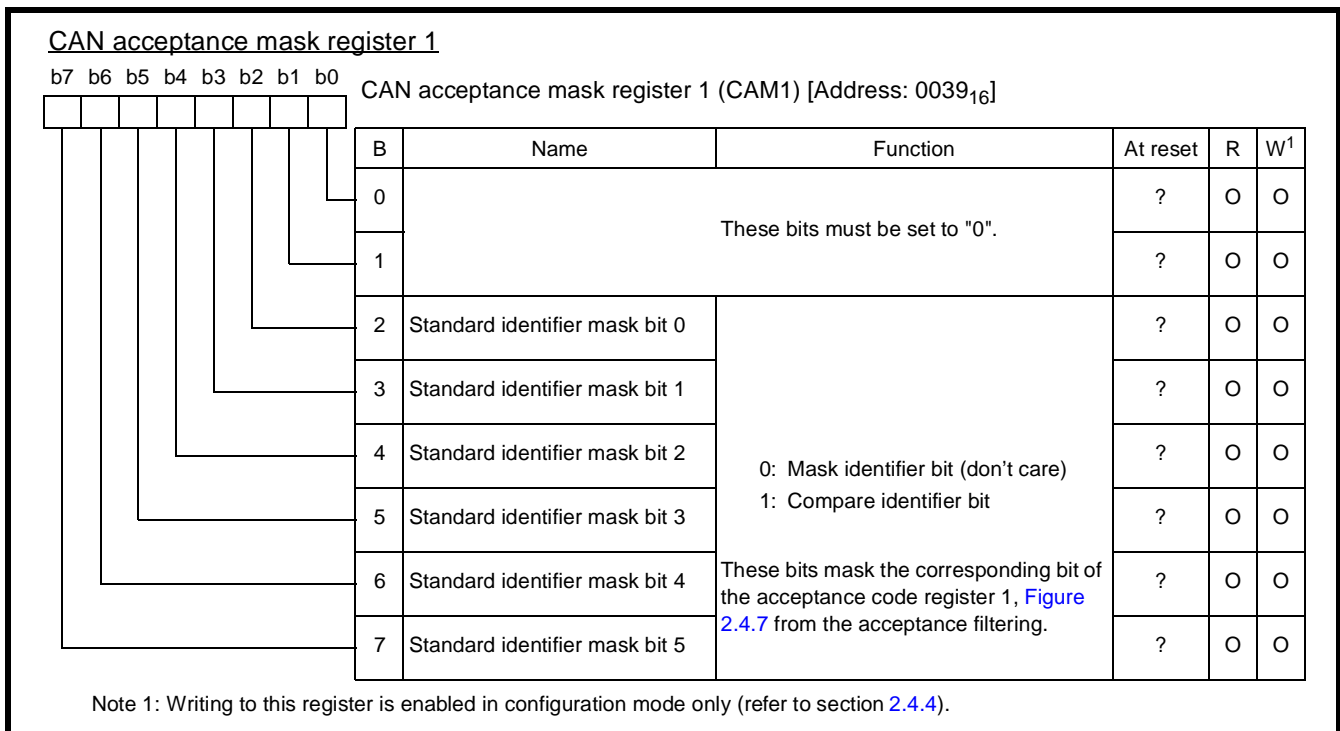 CAN acceptance mask register 1
b7 b6 b5 b4 b3 b2 b1 b0
CAN acceptance mask register 1 (CAM1) [Address: 0039₁₆]
B Name Function At reset R W¹
0 ? O O
These bits must be set to "0".
1 ? O O
2 Standard identifier mask bit 0 ? O O
3 Standard identifier mask bit 1 ? O O
4 Standard identifier mask bit 2 ? O O
0: Mask identifier bit (don't care)
1: Compare identifier bit
5 Standard identifier mask bit 3 ? O O
6 Standard identifier mask bit 4 ? O O
These bits mask the corresponding bit of
the acceptance code register 1, Figure
2.4.7 from the acceptance filtering.
7 Standard identifier mask bit 5 ? O O
Note 1: Writing to this register is enabled in configuration mode only (refer to section 2.4.4).